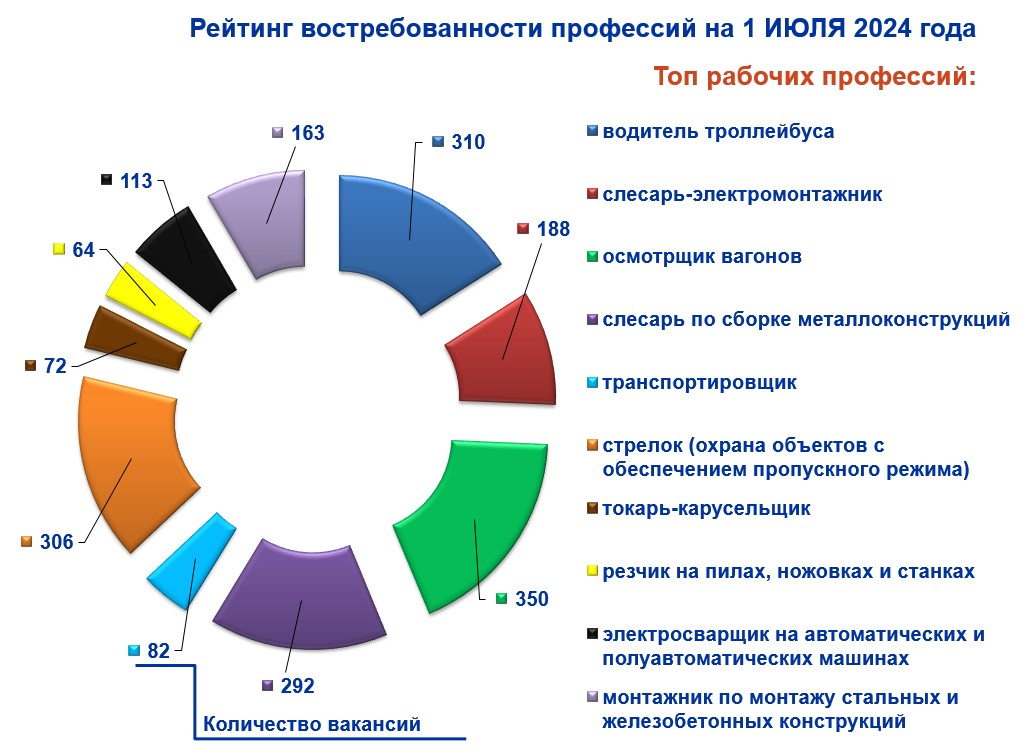 Рейтинг востребованности профессий на 1 ИЮЛЯ 2024 года
Топ рабочих профессий:
163
310
113
188
64
72
306
350
82
292
Количество вакансий
водитель троллейбуса
слесарь-электромонтажник
осмотрщик вагонов
слесарь по сборке металлоконструкций
транспортировщик
стрелок (охрана объектов с
обеспечением пропускного режима)
токарь-карусельщик
резчик на пилах, ножовках и станках
электросварщик на автоматических и
полуавтоматических машинах
монтажник по монтажу стальных и
железобетонных конструкций